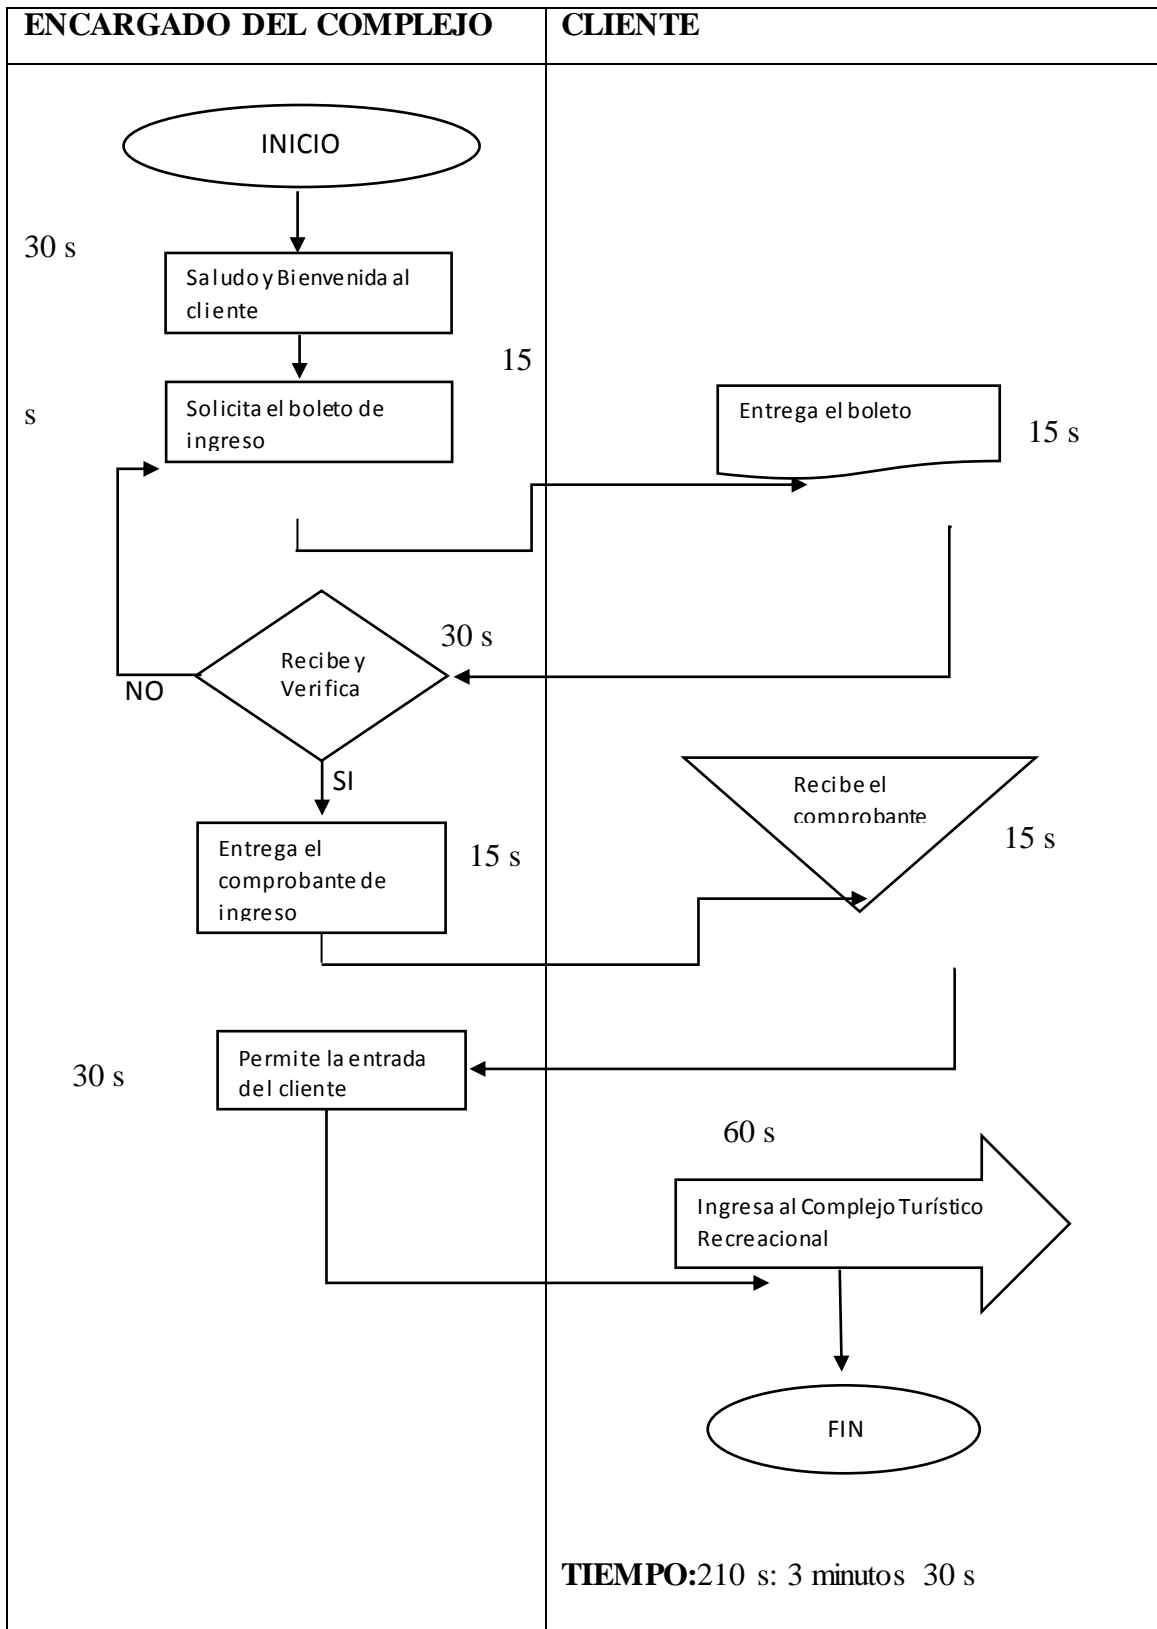 ENCARGADO DEL COMPLEJO
CLIENTE
INICIO
30 s
Saludo y Bienvenida al
cliente
15
s
Solicita el boleto de
ingreso
Entrega el boleto
15 s
30 s
Recibe y
Verifica
NO
SI
Recibe el
comprobante
15 s
Entrega el
comprobante de
ingreso
15 s
Permite la entrada
del cliente
30 s
60 s
Ingresa al Complejo Turístico
Recreacional
FIN
TIEMPO:210 s: 3 minutos 30 s